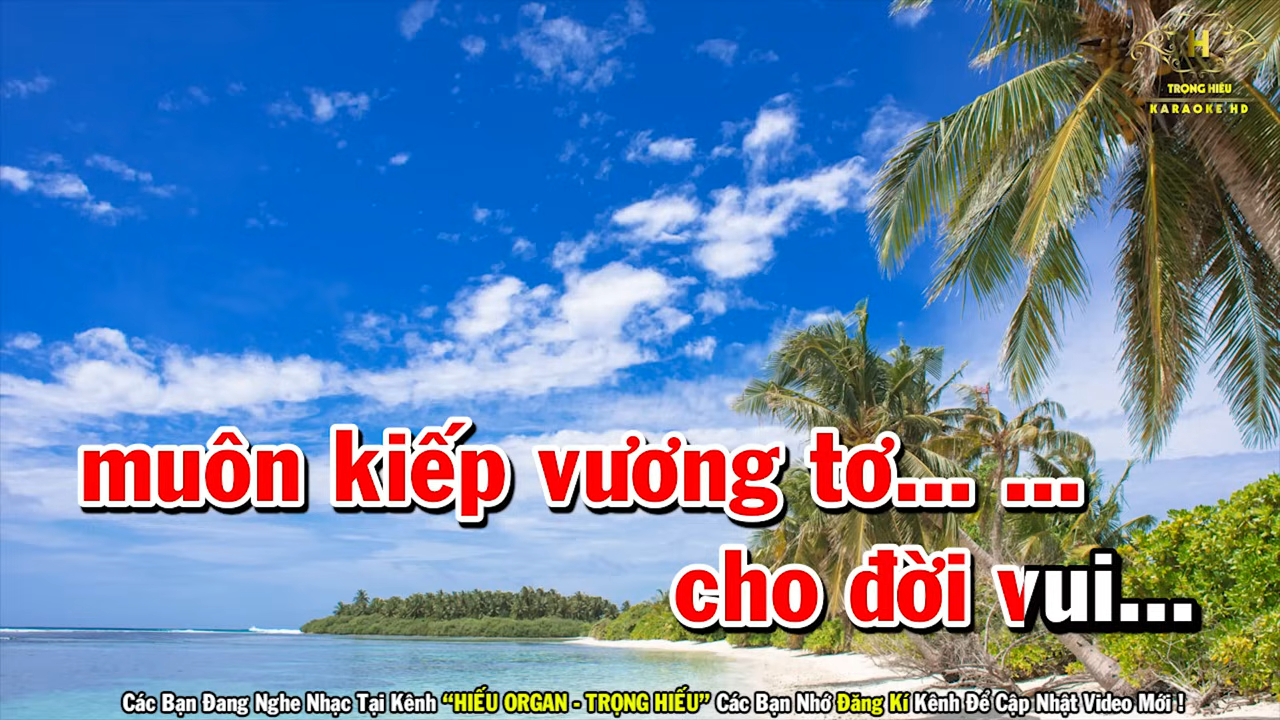 H
TRỌNG HIẾU
KARAOKE HD
muôn kiếp vương tơ... ...
cho đời vui...
Các Bạn Đang Nghe Nhạc Tại Kênh “HIẾU ORGAN - TRỌNG HIẾU” Các Bạn Nhớ Đăng Kí Kênh Để Cập Nhật Video Mới !